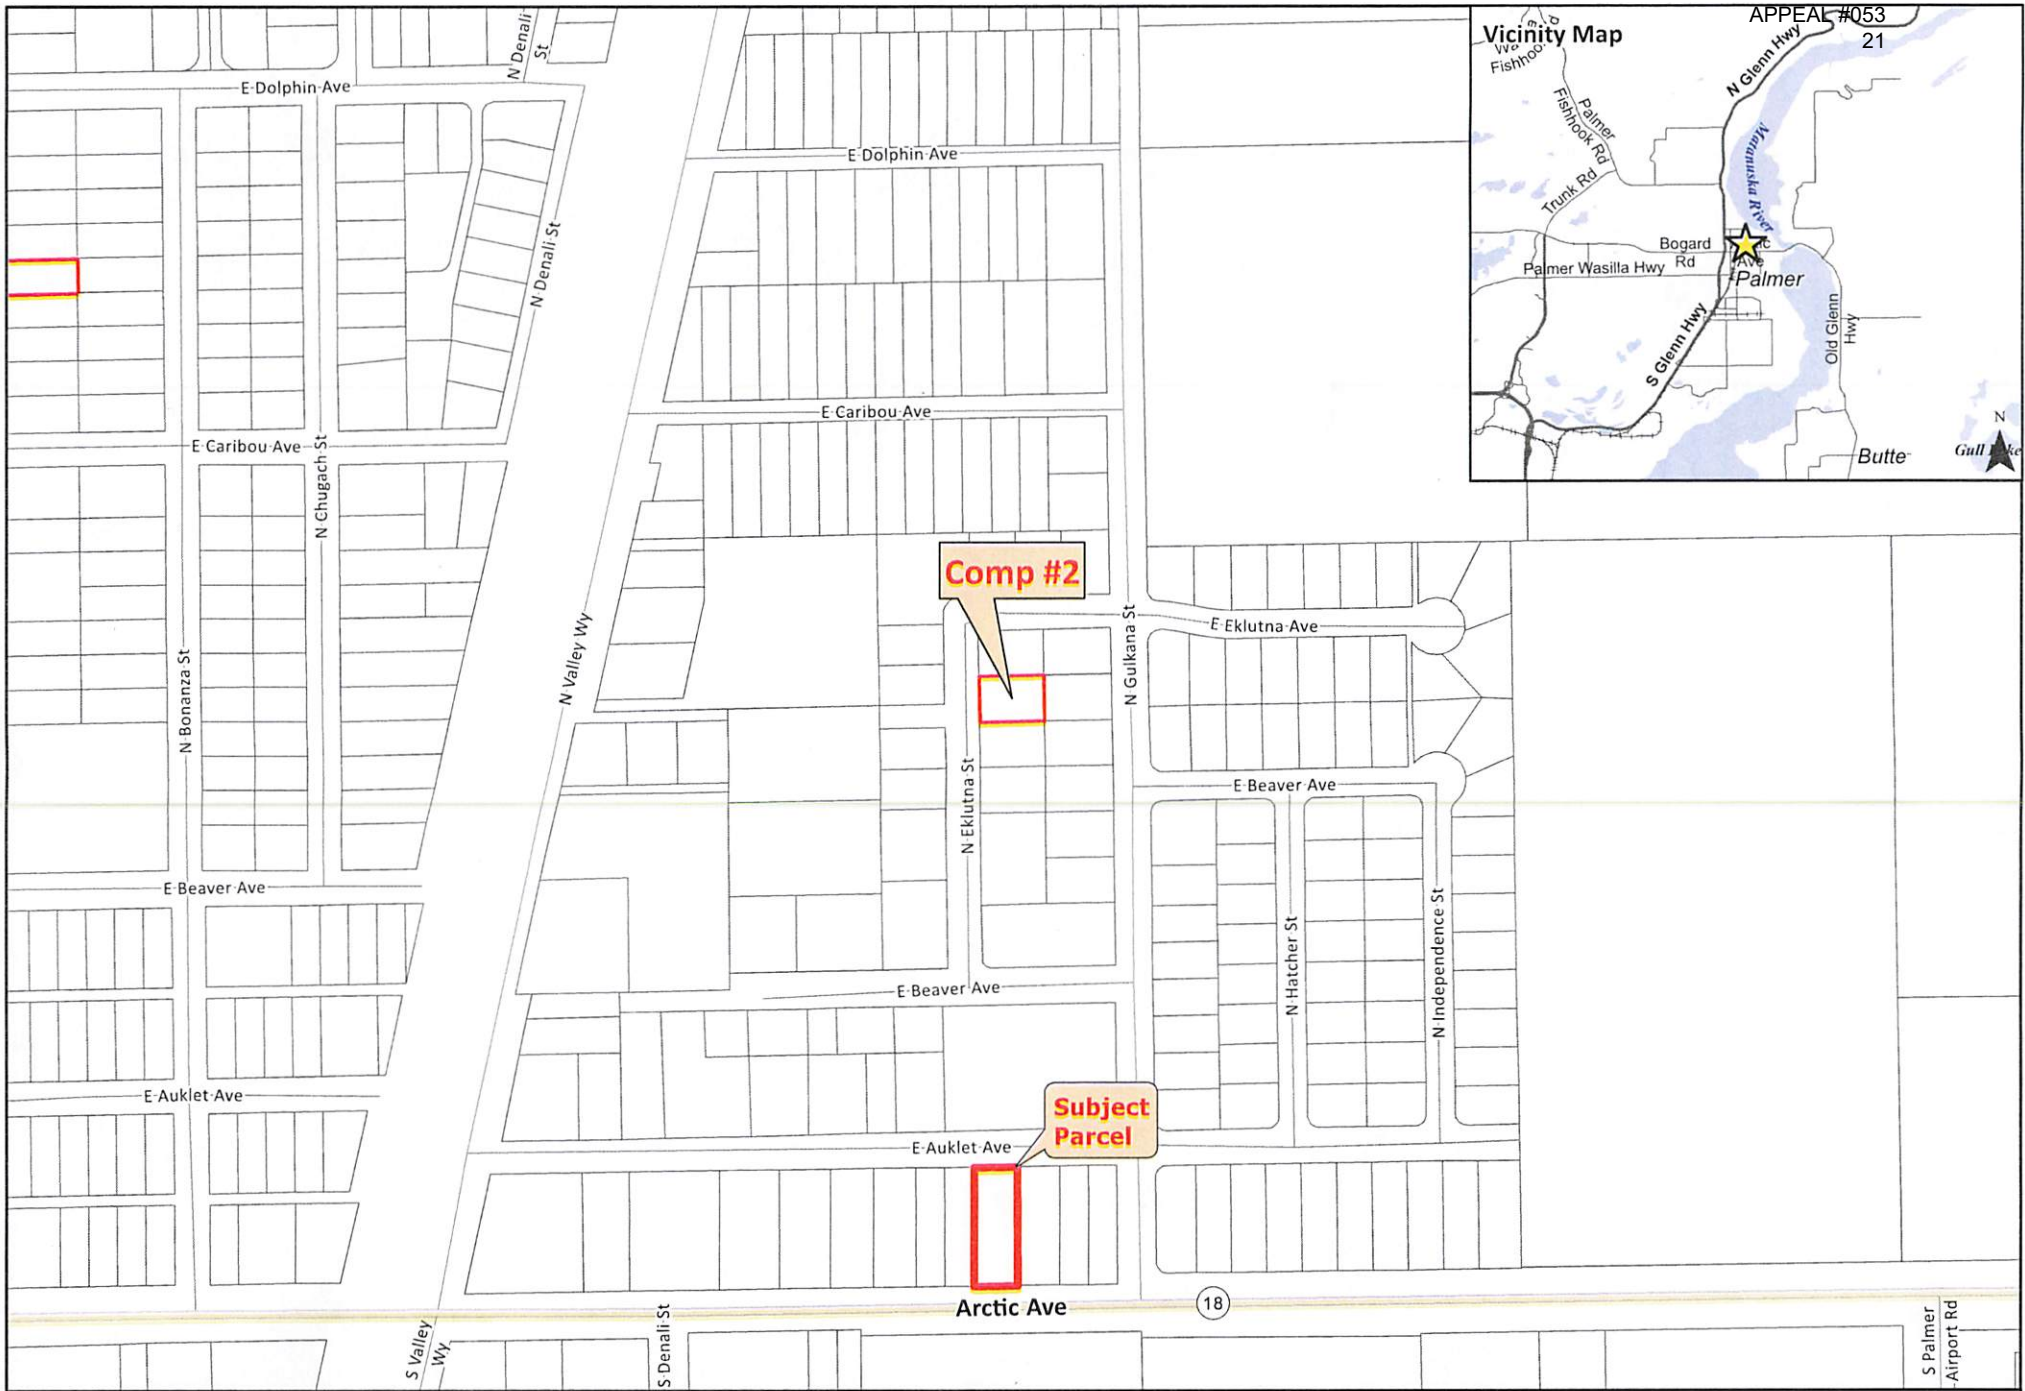 APPEAL #053
21
Vicinity Map
Fishhook
N Glenn Hwy
Palmer
Fishhook Rd
Matanuska River
Trunk Rd
Bogard
Rd
Ave
Palmer Wasilla Hwy
Palmer
S Glenn Hwy
Old Glenn
Hwy
N
Butte
Gull
N Denali
St
E Dolphin Ave
E Dolphin Ave
N Denali St
E Caribou Ave
E Caribou Ave
N Chugach St
Comp #2
E Eklutna Ave
N Gulkana St
N Valley Wy
N Bonanza St
N Eklutna St
E Beaver Ave
E Beaver Ave
N Hatcher St
N Independence St
E Beaver Ave
E Auklet Ave
Subject
Parcel
E Auklet Ave
Arctic Ave
18
S Valley
Wy
S Denali St
S Palmer
Airport Rd